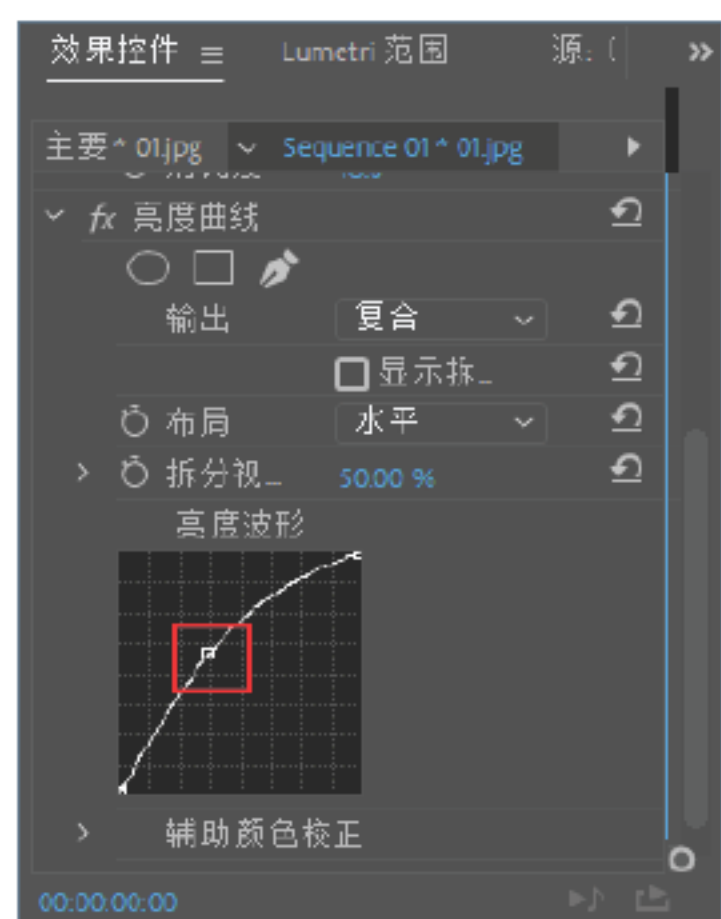 效果控件 Lumetri 范围 源: (
主要 * 01.jpg Sequence 01 * 01.jpg
fx 亮度曲线
输出 复合
显示拆...
布局 水平
拆分视... 50.00 %
亮度波形
辅助颜色校正
00:00:00:00